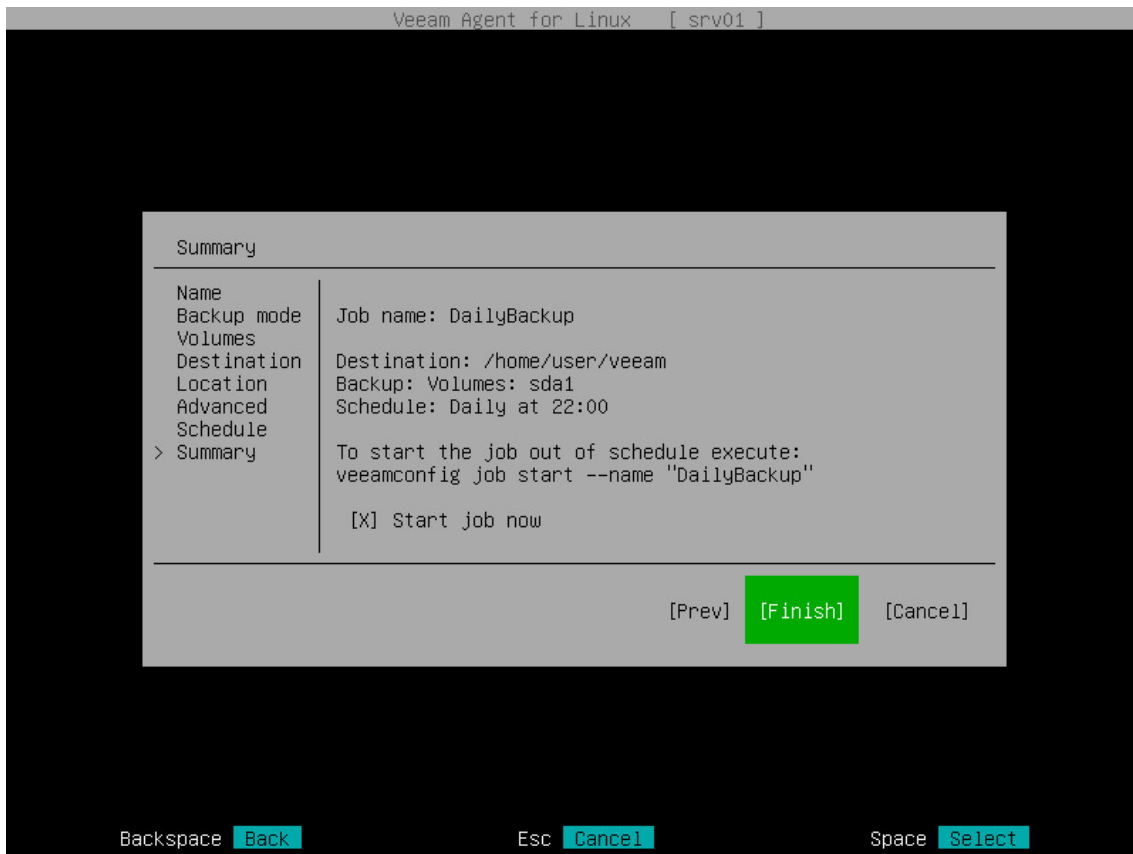 Veeam Agent for Linux [ srv01 ]
Summary
Name
Backup mode
Volumes
Destination
Location
Advanced
Schedule
> Summary
Job name: DailyBackup
Destination: /home/user/veeam
Backup: Volumes: sda1
Schedule: Daily at 22:00
To start the job out of schedule execute:
veeamconfig job start --name "DailyBackup"
[X] Start job now
[Prev] [Finish] [Cancel]
Backspace Back Esc Cancel Space Select